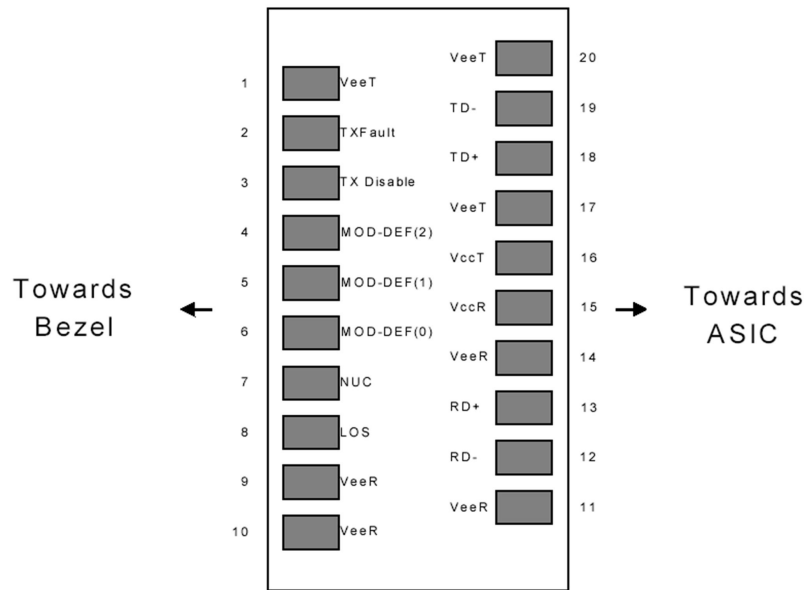 VeeT 20
1 VeeT
TD- 19
2 TXFault
TD+ 18
3 TX Disable
VeeT 17
4 MOD-DEF(2)
VccT 16
5 MOD-DEF(1)
Towards
Bezel
VccR 15
Towards
ASIC
6 MOD-DEF(0)
VeeR 14
7 NUC
RD+ 13
8 LOS
RD- 12
9 VeeR
VeeR 11
10 VeeR